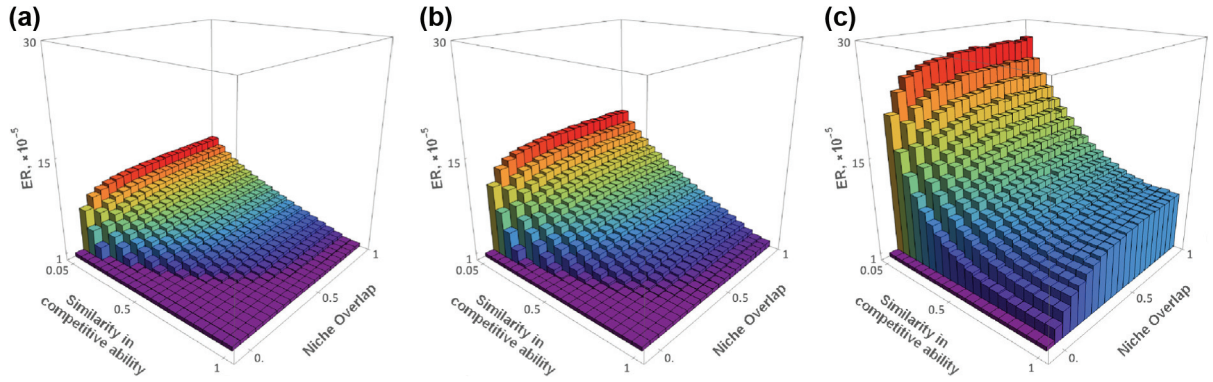 (a)
30
15
1
ER, × 10⁻⁵
0.05
0.5
1
Similarity in
competitive ability
0.
0.5
1
Niche Overlap
(b)
30
15
1
ER, × 10⁻⁵
0.05
0.5
1
Similarity in
competitive ability
0.
0.5
1
Niche Overlap
(c)
30
15
1
ER, × 10⁻⁵
0.05
0.5
1
Similarity in
competitive ability
0.
0.5
1
Niche Overlap